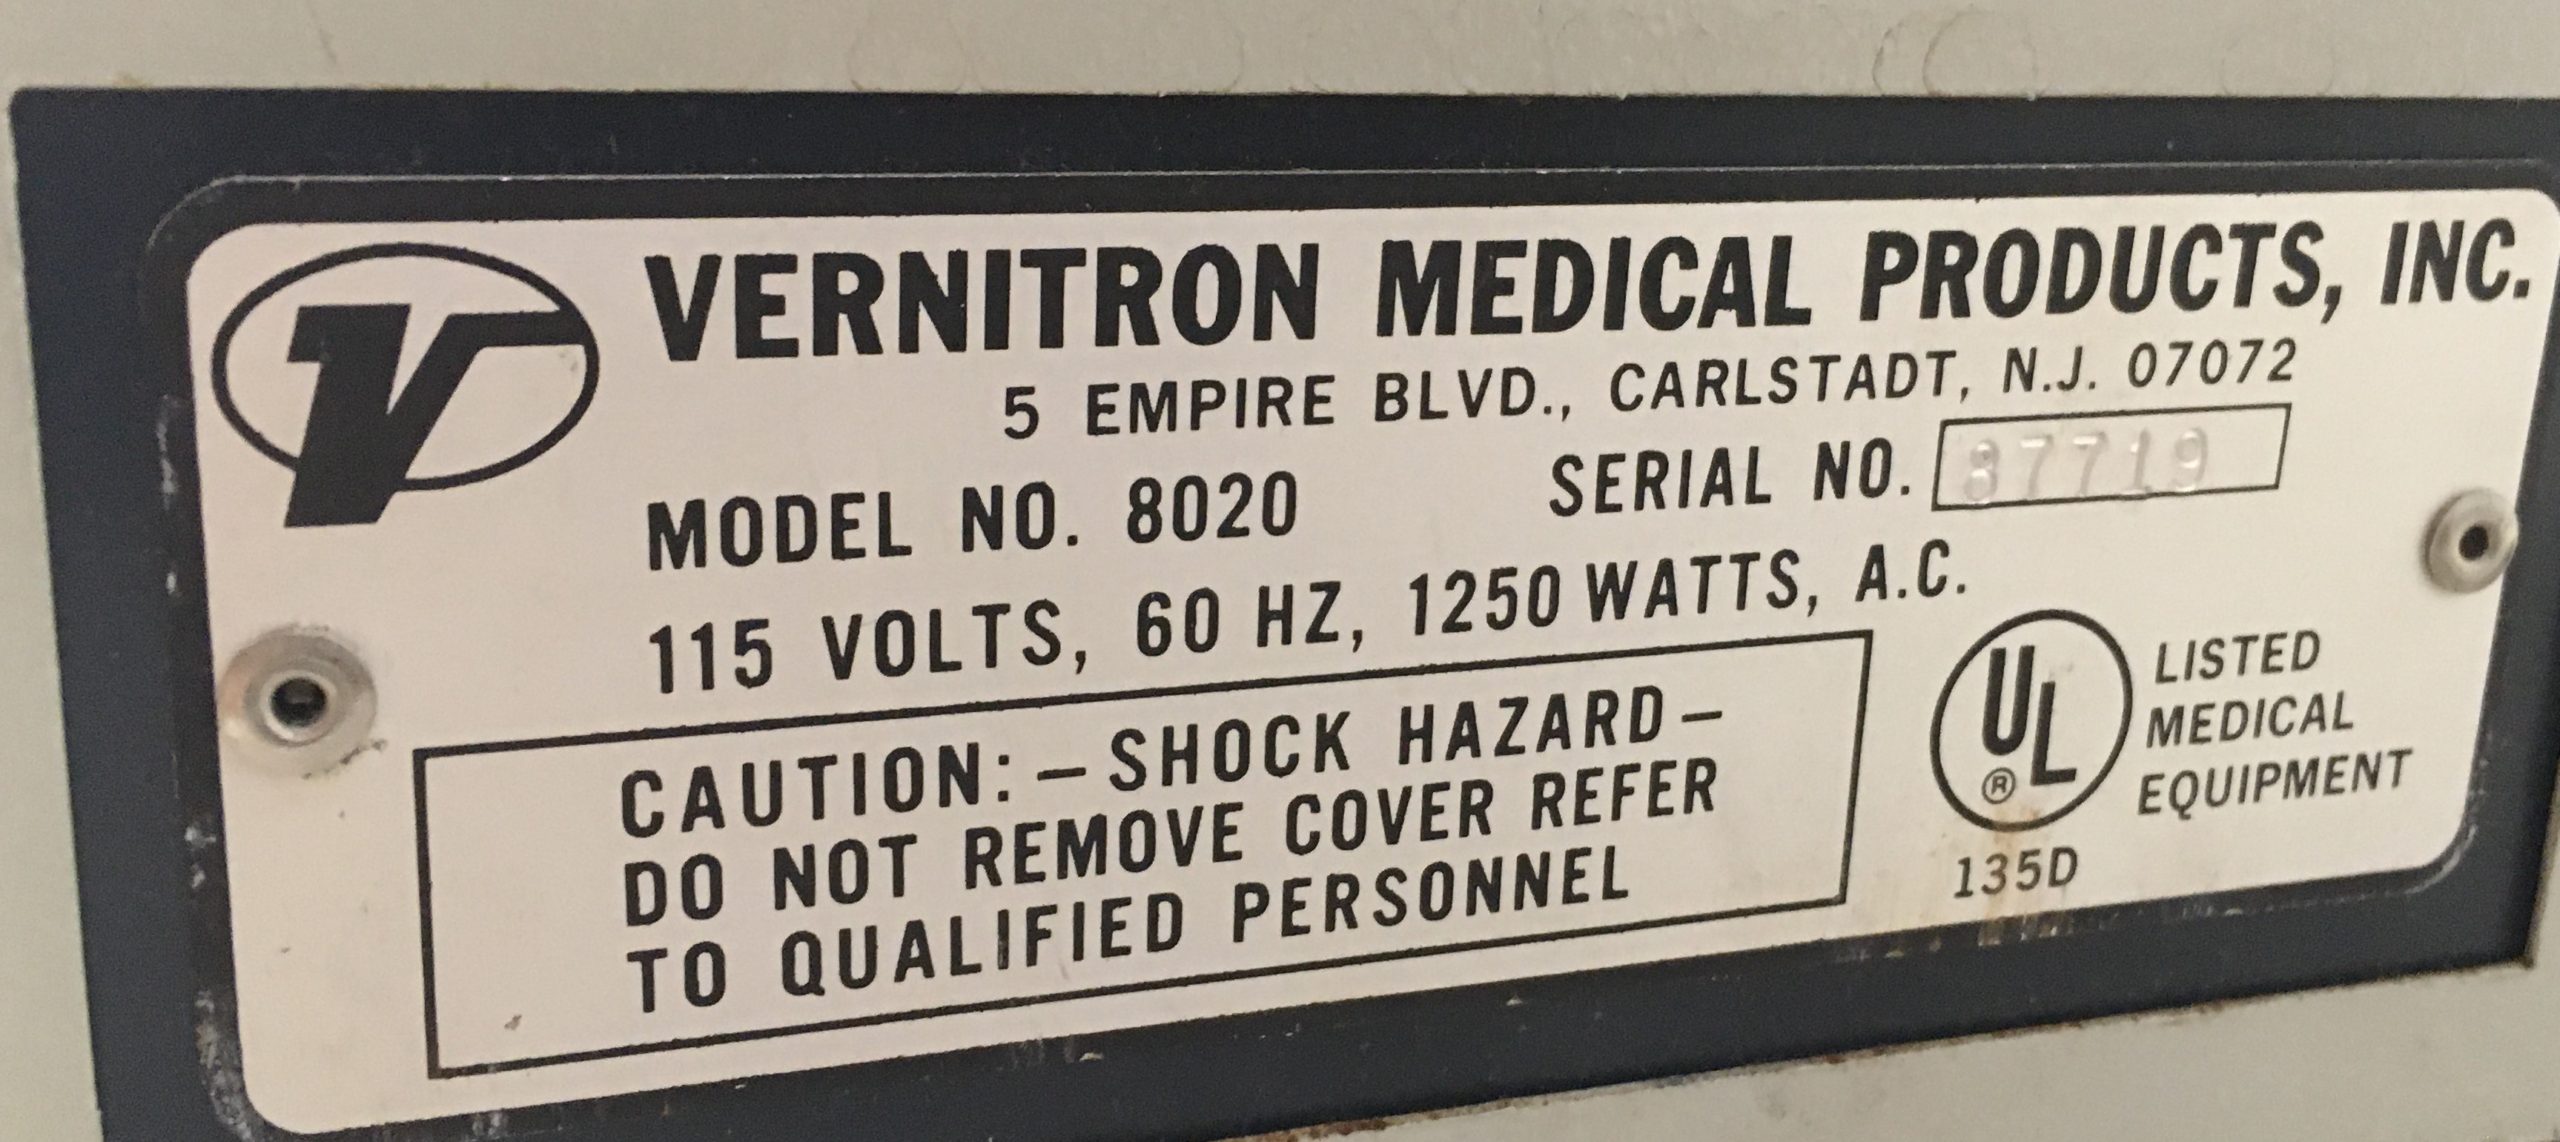 V VERNITRON MEDICAL PRODUCTS, INC.
5 EMPIRE BLVD., CARLSTADT, N.J. 07072
MODEL NO. 8020 SERIAL NO. 87719
115 VOLTS, 60 HZ, 1250 WATTS, A.C.
CAUTION: – SHOCK HAZARD –
DO NOT REMOVE COVER REFER
TO QUALIFIED PERSONNEL
UL ®
LISTED
MEDICAL
EQUIPMENT
135D